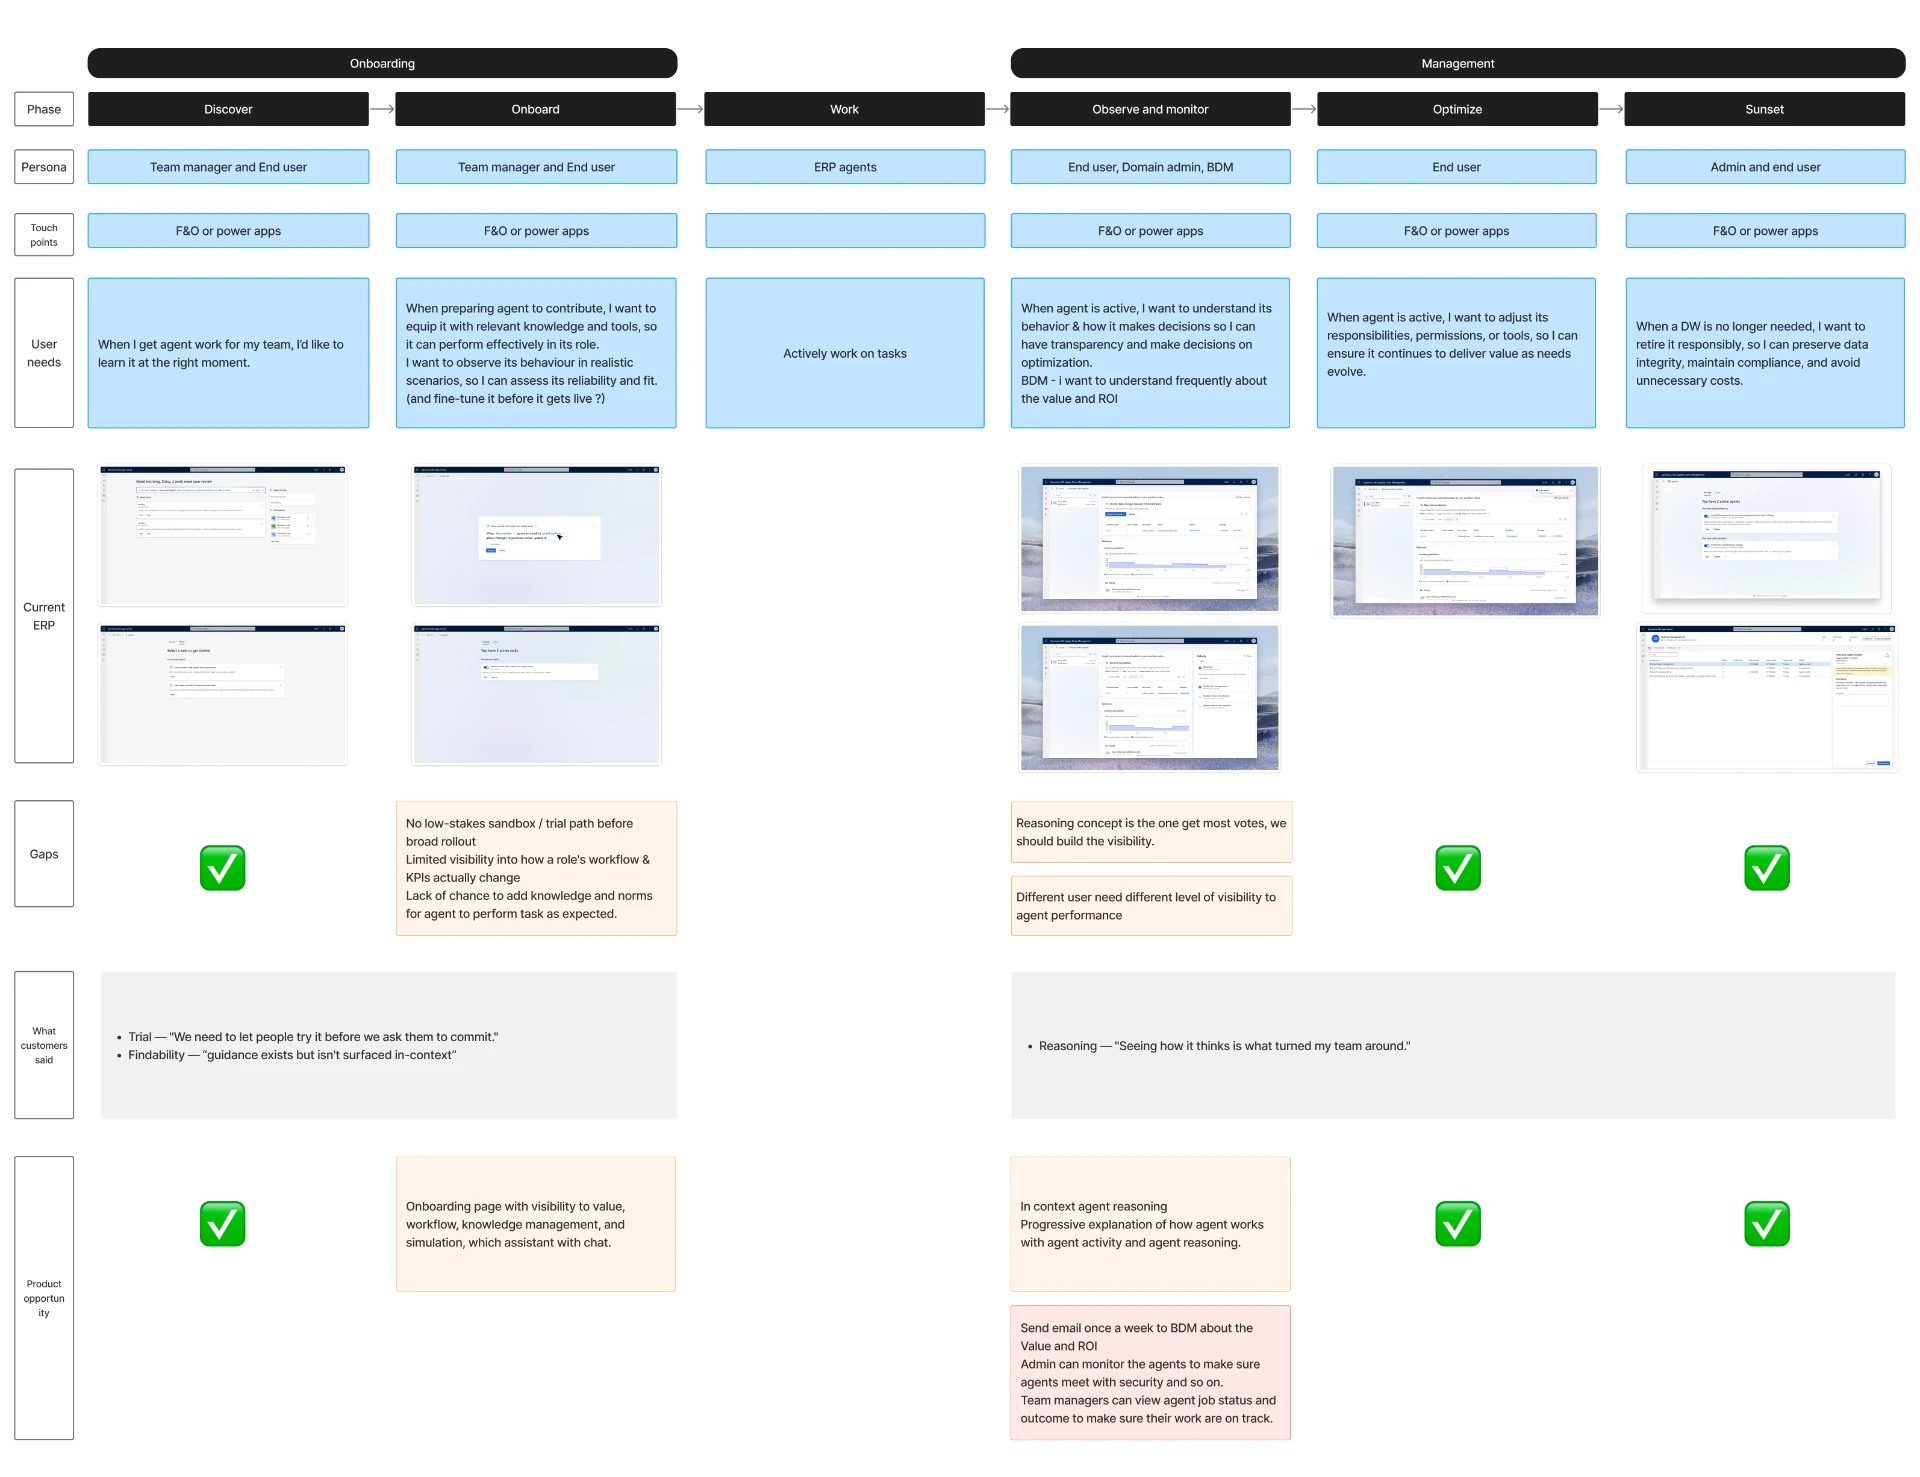 Onboarding
Management
Phase
Discover
Onboard
Work
Observe and monitor
Optimize
Sunset
Persona
Team manager and End user
Team manager and End user
ERP agents
End user, Domain admin, BDM
End user
Admin and end user
Touch
points
F&O or power apps
F&O or power apps
F&O or power apps
F&O or power apps
F&O or power apps
User
needs
When I get agent work for my team, I'd like to
learn it at the right moment.
When preparing agent to contribute, I want to
equip it with relevant knowledge and tools, so
it can perform effectively in its role.
I want to observe its behaviour in realistic
scenarios, so I can assess its reliability and fit.
(and fine-tune it before it gets live ?)
Actively work on tasks
When agent is active, I want to understand its
behavior & how it makes decisions so I can
have transparency and make decisions on
optimization.
BDM - i want to understand frequently about
the value and ROI
When agent is active, I want to adjust its
responsibilities, permissions, or tools, so I can
ensure it continues to deliver value as needs
evolve.
When a DW is no longer needed, I want to
retire it responsibly, so I can preserve data
integrity, maintain compliance, and avoid
unnecessary costs.
Current
ERP
Select a task to get started
You have 2 active tasks
You have 2 active agents
Gaps
No low-stakes sandbox / trial path before
broad rollout
Limited visibility into how a role's workflow &
KPIs actually change
Lack of chance to add knowledge and norms
for agent to perform task as expected.
Reasoning concept is the one get most votes, we
should build the visibility.
Different user need different level of visibility to
agent performance
What
customers
said
• Trial — "We need to let people try it before we ask them to commit."
• Findability — “guidance exists but isn't surfaced in-context”
• Reasoning — "Seeing how it thinks is what turned my team around."
Product
opportun
ity
Onboarding page with visibility to value,
workflow, knowledge management, and
simulation, which assistant with chat.
In context agent reasoning
Progressive explanation of how agent works
with agent activity and agent reasoning.
Send email once a week to BDM about the
Value and ROI
Admin can monitor the agents to make sure
agents meet with security and so on.
Team managers can view agent job status and
outcome to make sure their work are on track.